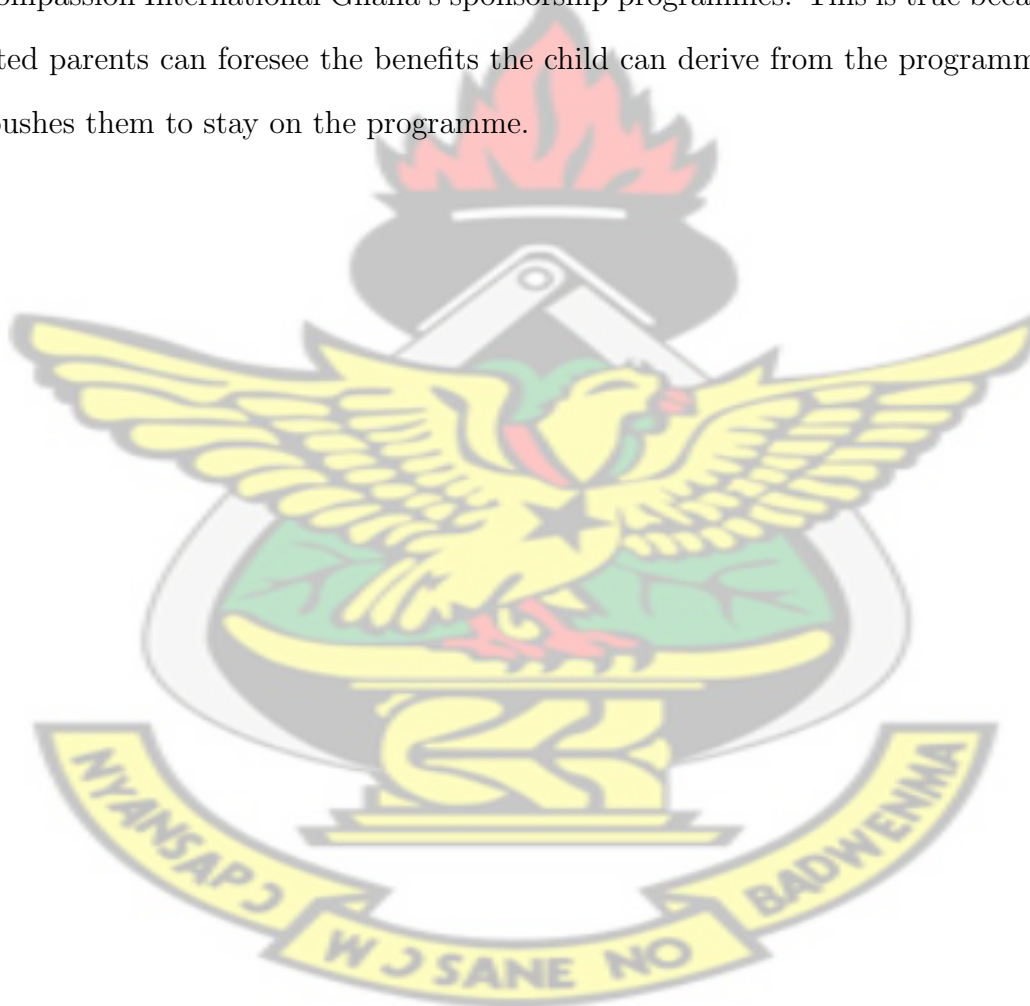 ompassion International Ghana's sponsorship programmes. This is true beca
ted parents can foresee the benefits the child can derive from the programm
pushes them to stay on the programme.
NYANSAPƆ
WƆSANE NO
BADWENMA